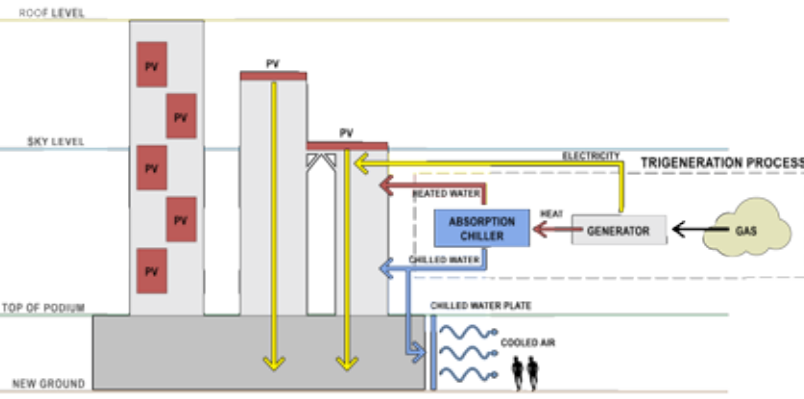 ROOF LEVEL
PV
PV
PV
PV
SKY LEVEL
ELECTRICITY
TRIGENERATION PROCESS
PV
HEATED WATER
HEAT
ABSORPTION
CHILLER
GENERATOR
GAS
PV
CHILLED WATER
PV
TOP OF PODIUM
CHILLED WATER PLATE
COOLED AIR
NEW GROUND